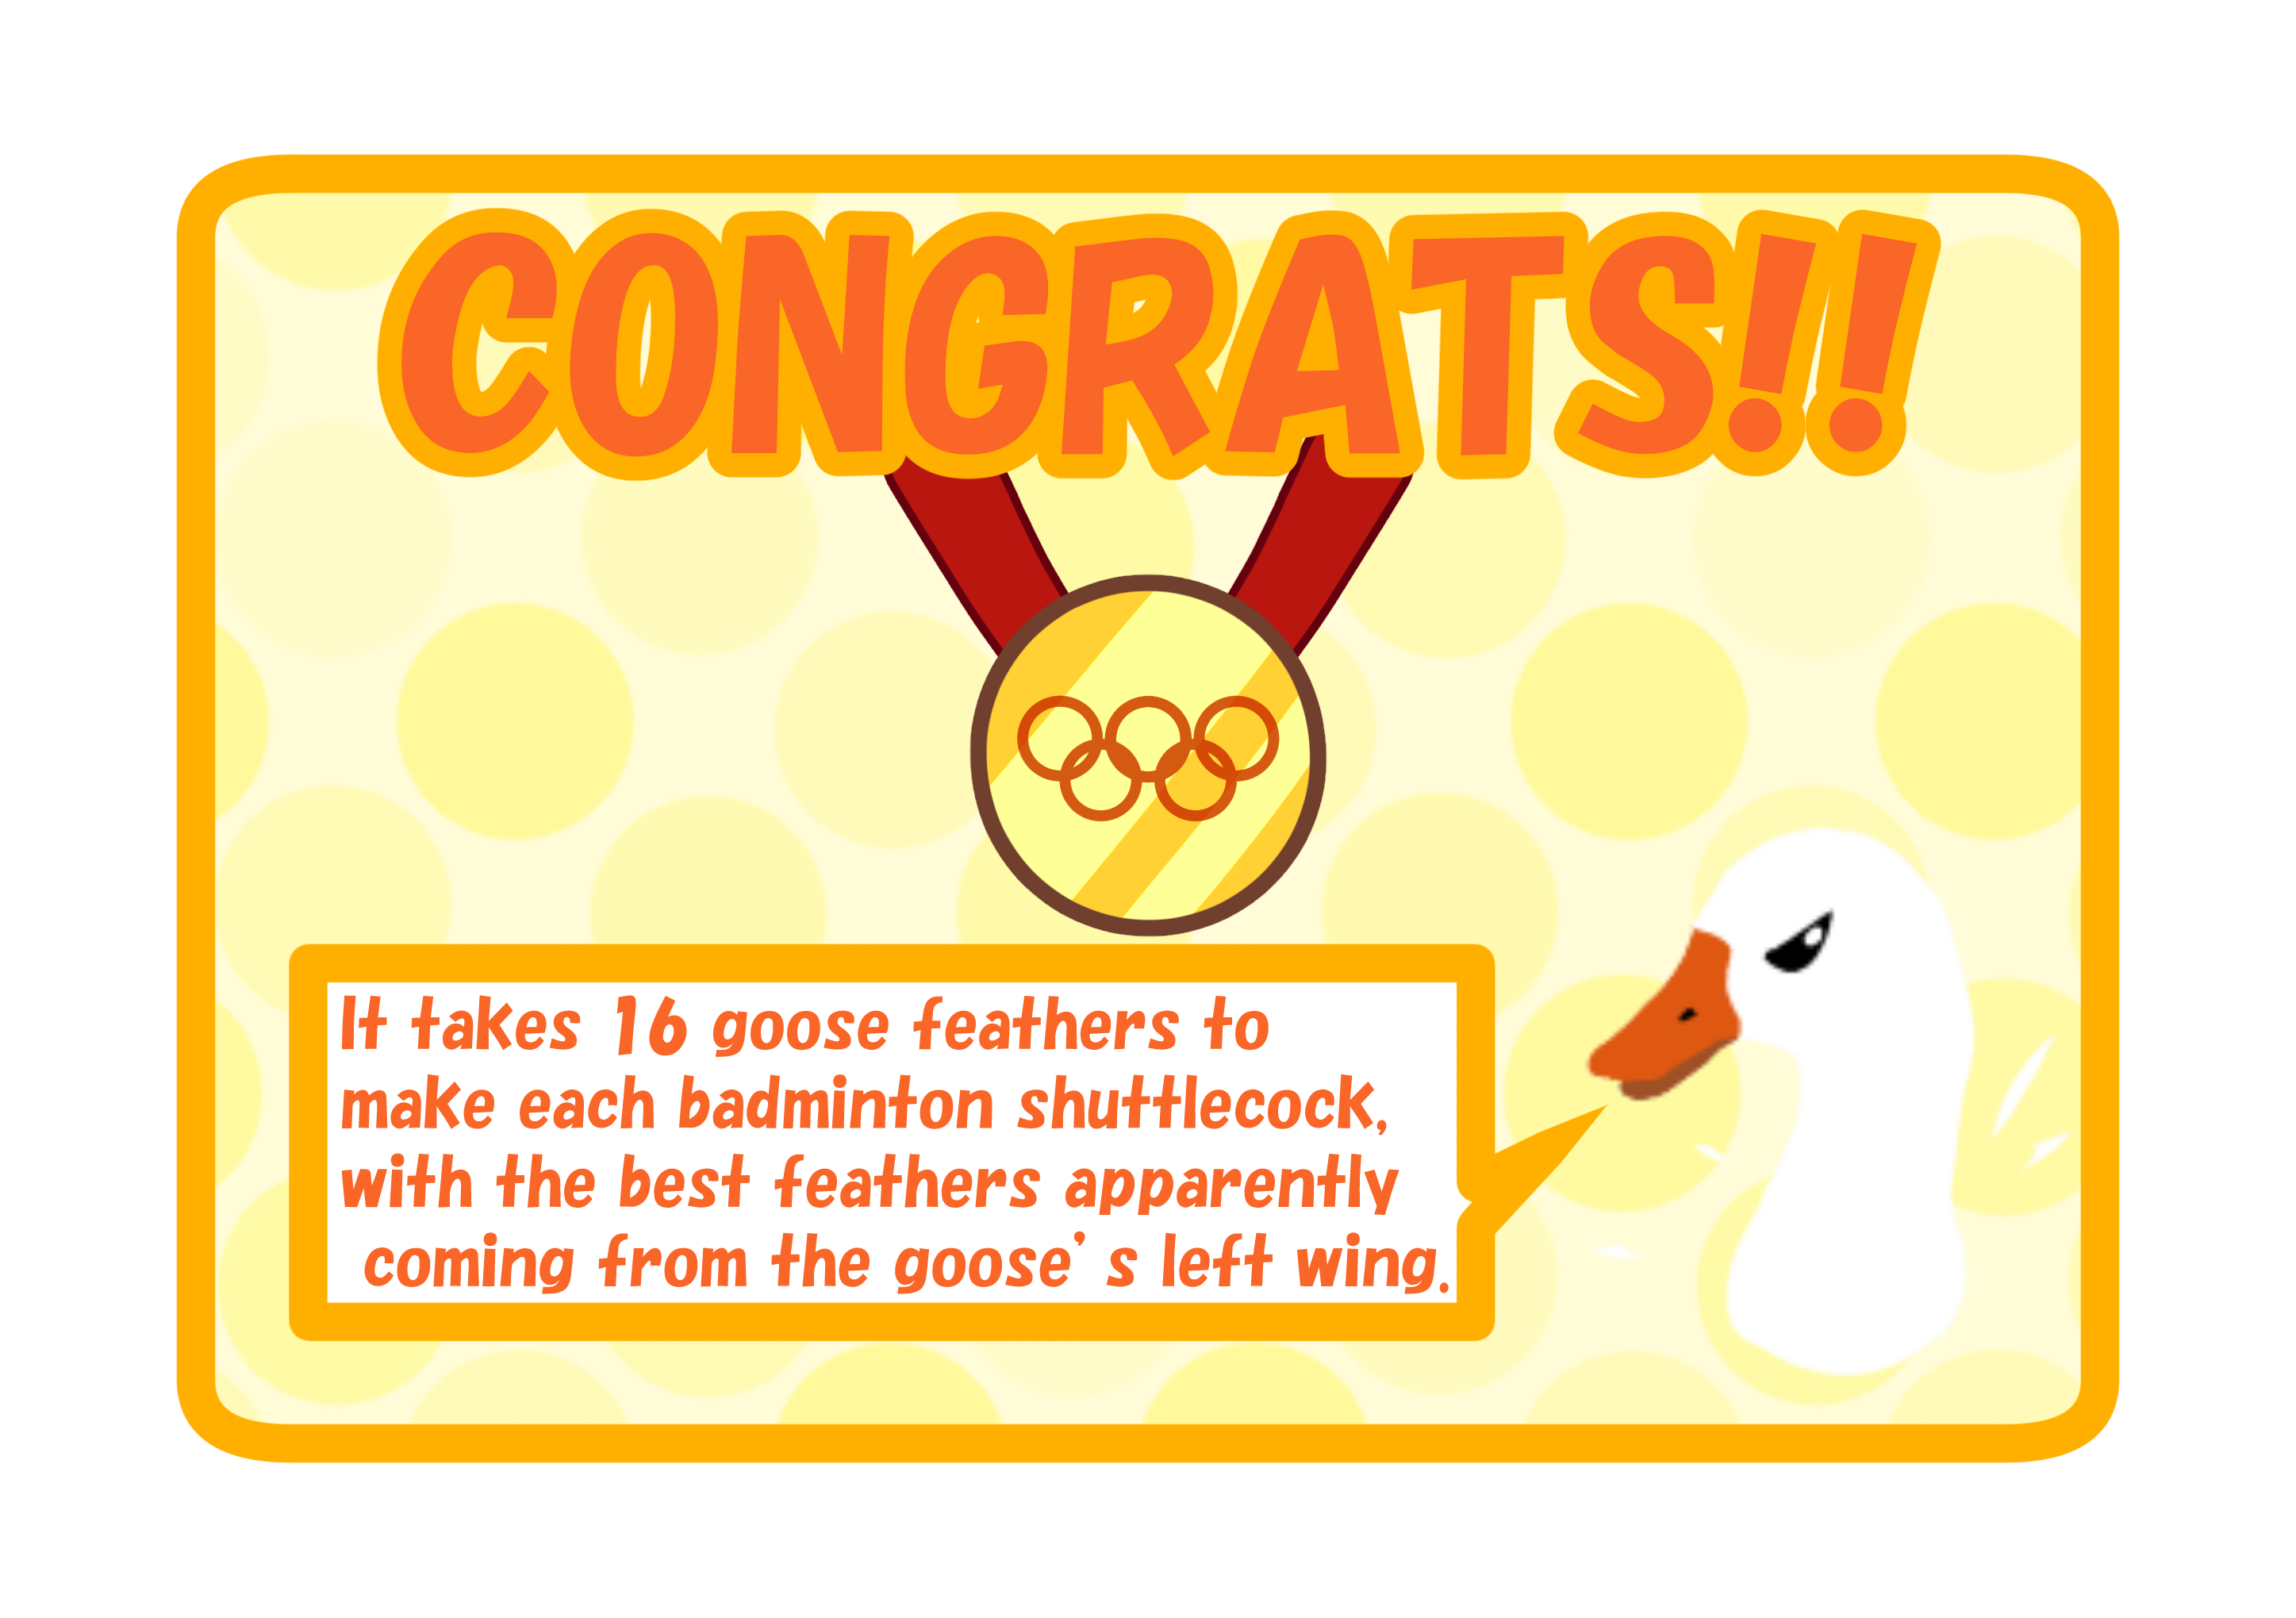 CONGRATS!!
It takes 16 goose feathers to
make each badminton shuttlecock,
with the best feathers apparently
coming from the goose's left wing.